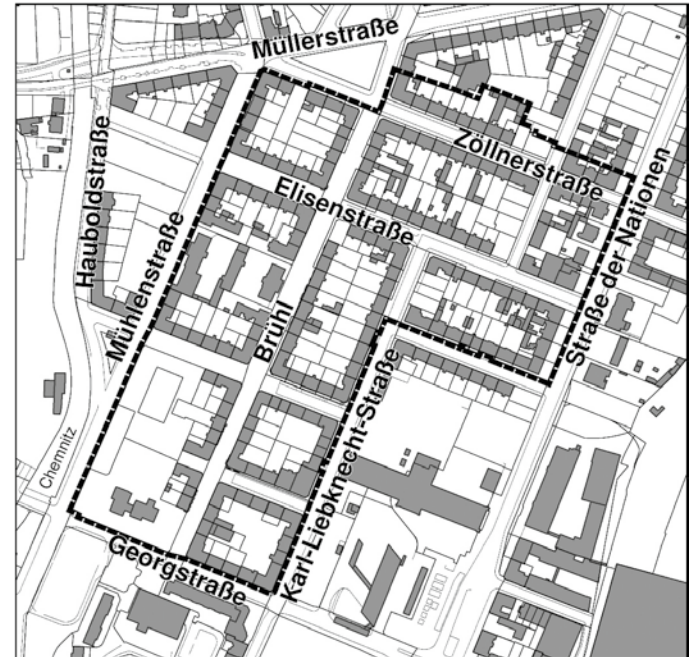 Müllerstraße
Hauboldstraße
Zöllnerstraße
Elisenstraße
Mühlenstraße
Brühl
Straße der Nationen
Karl-Liebknecht-Straße
Chemnitz
Georgstraße